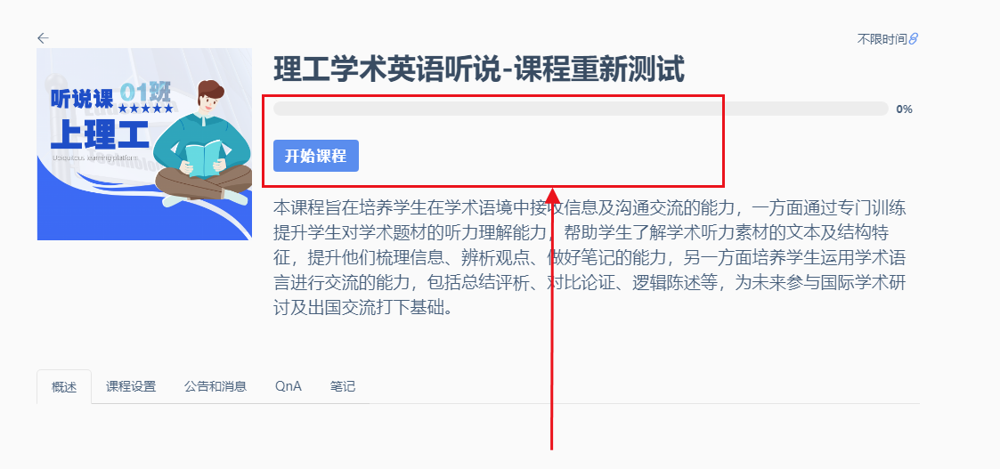 ←
不限时间
理工学术英语听说-课程重新测试
听说课 01班
★★★★★
上理工
Ubiquitous learning platform
0%
开始课程
本课程旨在培养学生在学术语境中接收信息及沟通交流的能力，一方面通过专门训练
提升学生对学术题材的听力理解能力，帮助学生了解学术听力素材的文本及结构特
征，提升他们梳理信息、辨析观点、做好笔记的能力，另一方面培养学生运用学术语
言进行交流的能力，包括总结评析、对比论证、逻辑陈述等，为未来参与国际学术研
讨及出国交流打下基础。
概述 课程设置 公告和消息 QnA 笔记